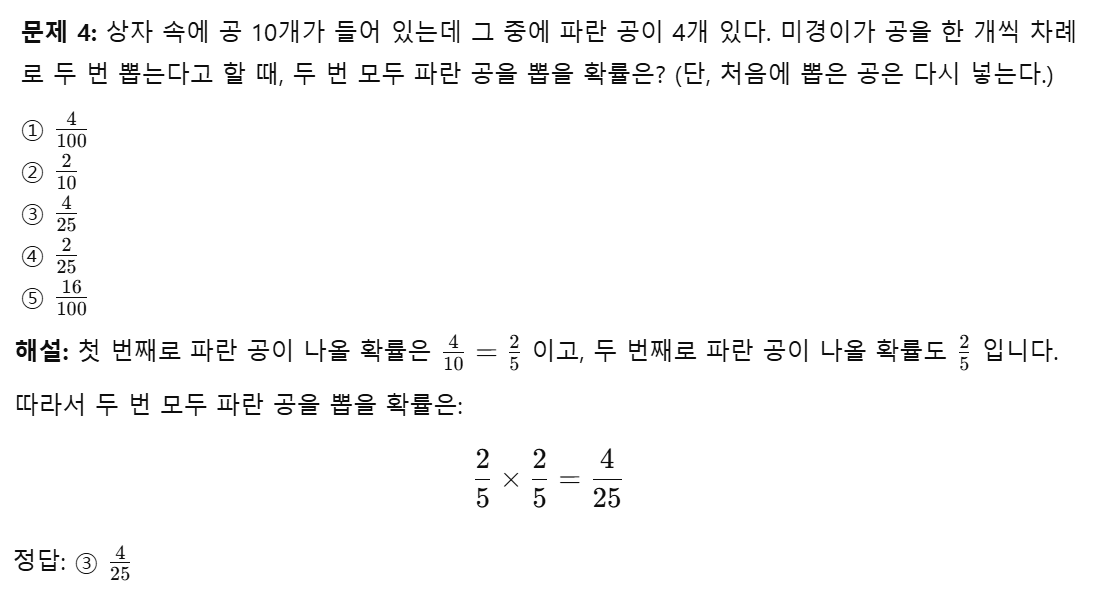 문제 4: 상자 속에 공 10개가 들어 있는데 그 중에 파란 공이 4개 있다. 미경이가 공을 한 개씩 차례
로 두 번 뽑는다고 할 때, 두 번 모두 파란 공을 뽑을 확률은? (단, 처음에 뽑은 공은 다시 넣는다.)
① 4/100
② 2/10
③ 4/25
④ 2/25
⑤ 16/100
해설: 첫 번째로 파란 공이 나올 확률은 4/10 = 2/5 이고, 두 번째로 파란 공이 나올 확률도 2/5 입니다.
따라서 두 번 모두 파란 공을 뽑을 확률은:
2/5 × 2/5 = 4/25
정답: ③ 4/25